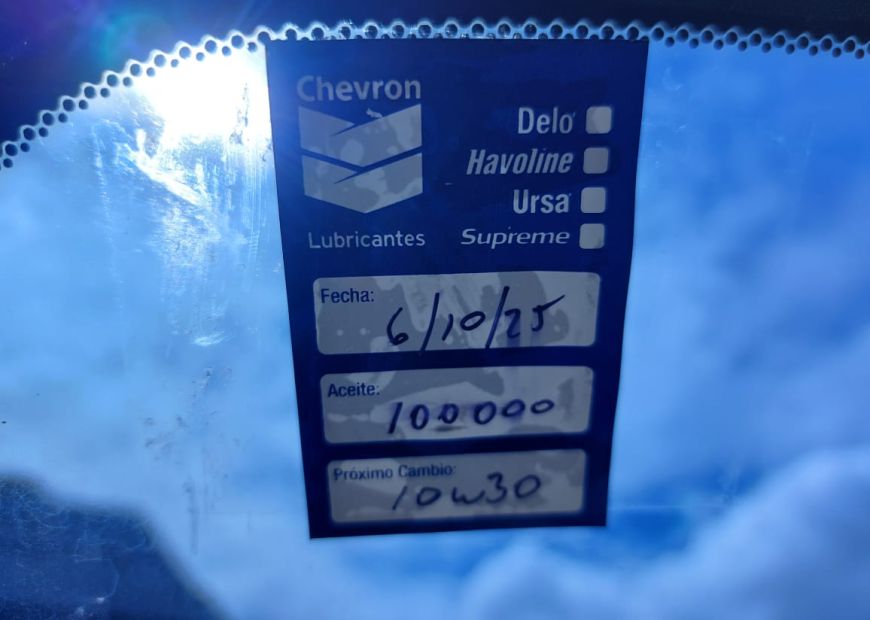 Chevron
Delo
Havoline
Ursa
Supreme
Lubricantes
Fecha:
6/10/25
Aceite:
100000
Próximo Cambio:
10w30